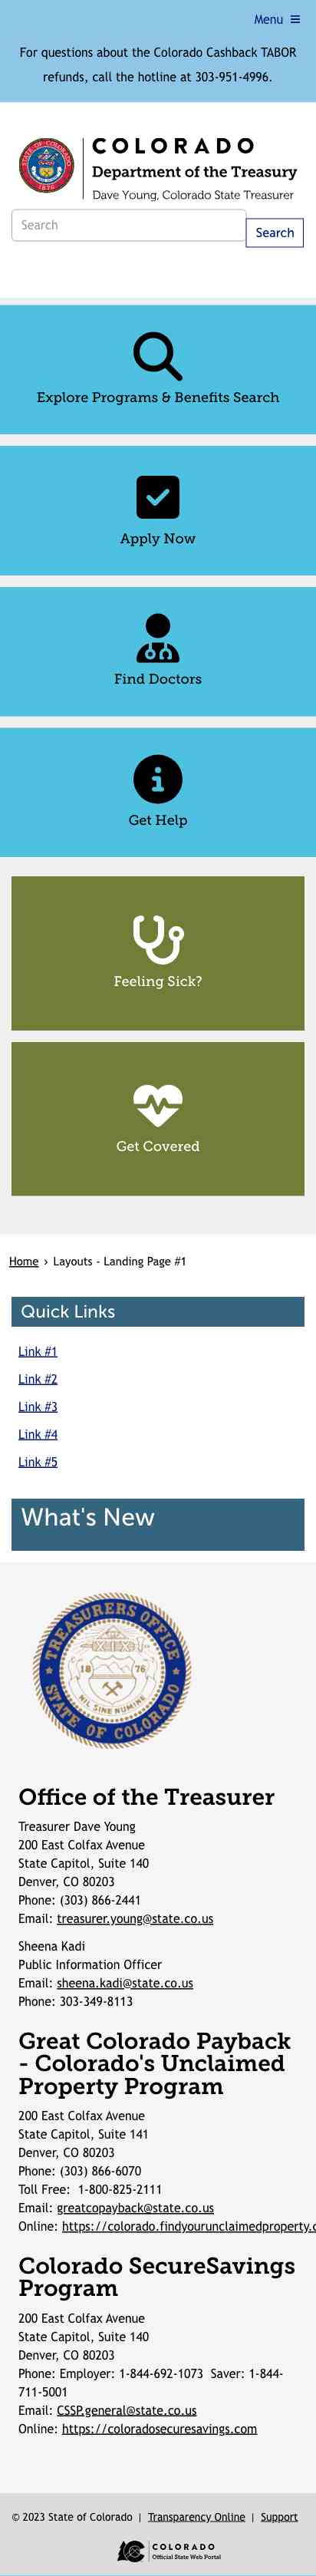 Menu
For questions about the Colorado Cashback TABOR
refunds, call the hotline at 303-951-4996.
COLORADO
Department of the Treasury
Dave Young, Colorado State Treasurer
Search
Search
Explore Programs & Benefits Search
Apply Now
Find Doctors
Get Help
Feeling Sick?
Get Covered
Home › Layouts - Landing Page #1
Quick Links
Link #1
Link #2
Link #3
Link #4
Link #5
What's New
TREASURERS OFFICE
18 76
NIL SINE NUMINE
STATE OF COLORADO
Office of the Treasurer
Treasurer Dave Young
200 East Colfax Avenue
State Capitol, Suite 140
Denver, CO 80203
Phone: (303) 866-2441
Email: treasurer.young@state.co.us
Sheena Kadi
Public Information Officer
Email: sheena.kadi@state.co.us
Phone: 303-349-8113
Great Colorado Payback
- Colorado's Unclaimed
Property Program
200 East Colfax Avenue
State Capitol, Suite 141
Denver, CO 80203
Phone: (303) 866-6070
Toll Free:  1-800-825-2111
Email: greatcopayback@state.co.us
Online: https://colorado.findyourunclaimedproperty.c
Colorado SecureSavings
Program
200 East Colfax Avenue
State Capitol, Suite 140
Denver, CO 80203
Phone: Employer: 1-844-692-1073  Saver: 1-844-
711-5001
Email: CSSP.general@state.co.us
Online: https://coloradosecuresavings.com
© 2023 State of Colorado | Transparency Online | Support
COLORADO
Official State Web Portal